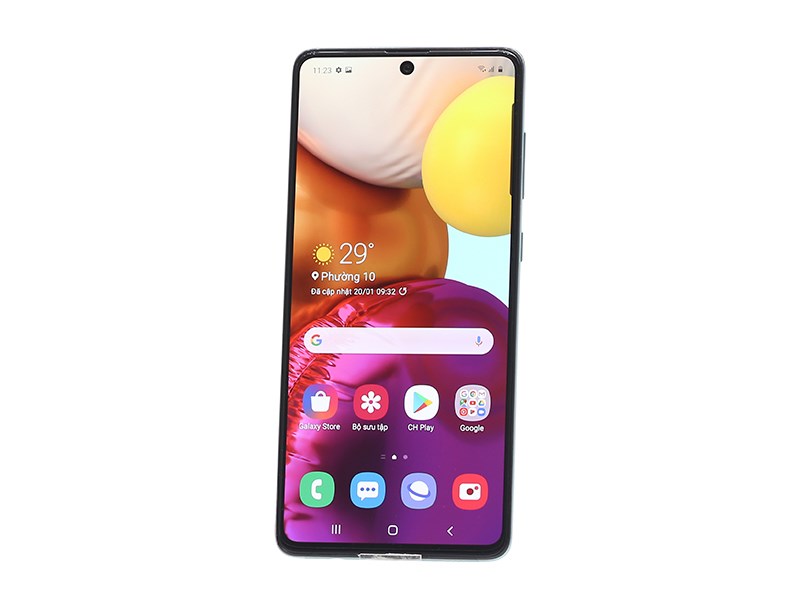 11:23
29°
Phường 10
Đã cập nhật 20/01 09:32
Galaxy Store
Bộ sưu tập
CH Play
Google